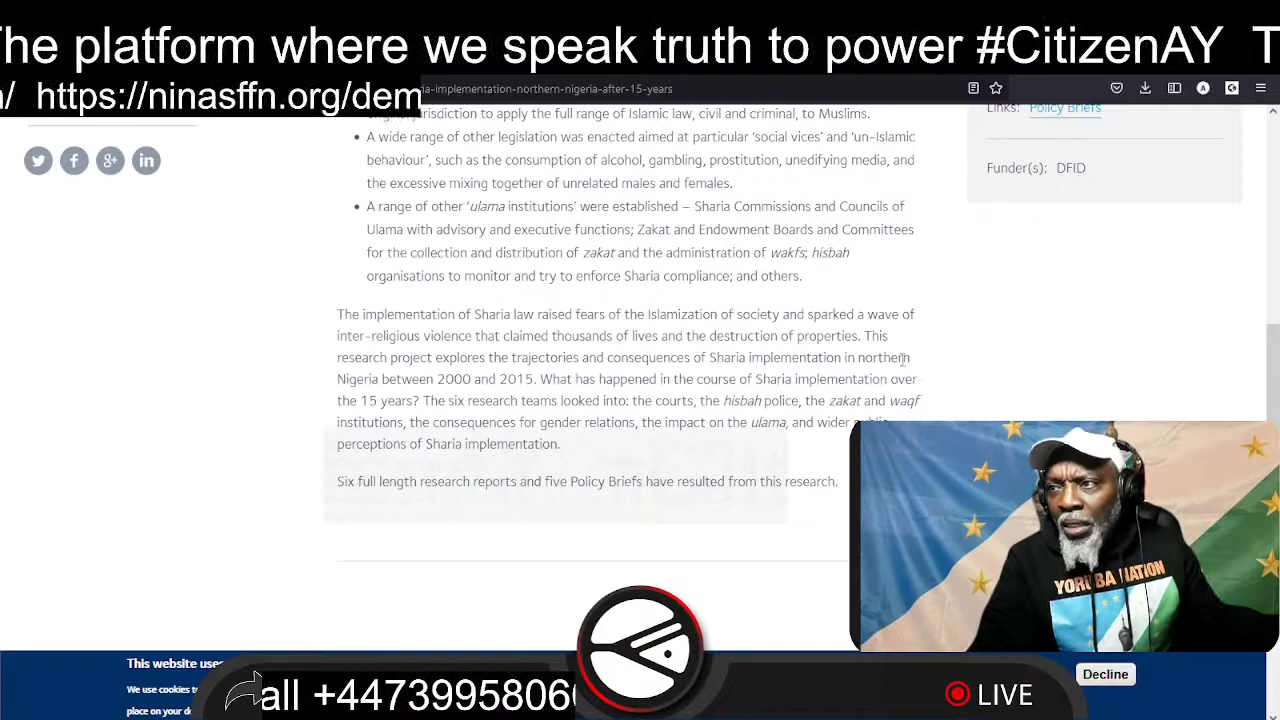 The platform where we speak truth to power #CitizenAY T
n/ https://ninasffn.org/dem
ria-implementation-northern-nigeria-after-15-years
jurisdiction to apply the full range of Islamic law, civil and criminal, to Muslims.
A wide range of other legislation was enacted aimed at particular ‘social vices’ and ‘un-Islamic
behaviour’, such as the consumption of alcohol, gambling, prostitution, unedifying media, and
the excessive mixing together of unrelated males and females.
A range of other ‘ulama institutions’ were established – Sharia Commissions and Councils of
Ulama with advisory and executive functions; Zakat and Endowment Boards and Committees
for the collection and distribution of zakat and the administration of wakfs; hisbah
organisations to monitor and try to enforce Sharia compliance; and others.
The implementation of Sharia law raised fears of the Islamization of society and sparked a wave of
inter-religious violence that claimed thousands of lives and the destruction of properties. This
research project explores the trajectories and consequences of Sharia implementation in northern
Nigeria between 2000 and 2015. What has happened in the course of Sharia implementation over
the 15 years? The six research teams looked into: the courts, the hisbah police, the zakat and waqf
institutions, the consequences for gender relations, the impact on the ulama, and wider public
perceptions of Sharia implementation.
Six full length research reports and five Policy Briefs have resulted from this research.
Links: Policy Briefs
Funder(s): DFID
YORUBA NATION
This website uses
We use cookies to
place on your de
Decline
all +447399580606
LIVE